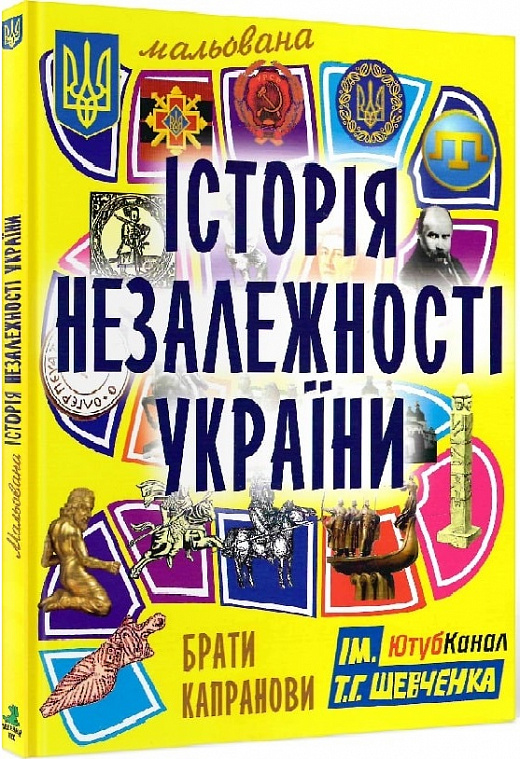 мальована
ІСТОРІЯ
НЕЗАЛЕЖНОСТІ
УКРАЇНИ
БРАТИ
КАПРАНОВИ
ІМ. ЮтубКанал
Т.Г. ШЕВЧЕНКА
Мальована ІСТОРІЯ НЕЗАЛЕЖНОСТІ УКРАЇНИ